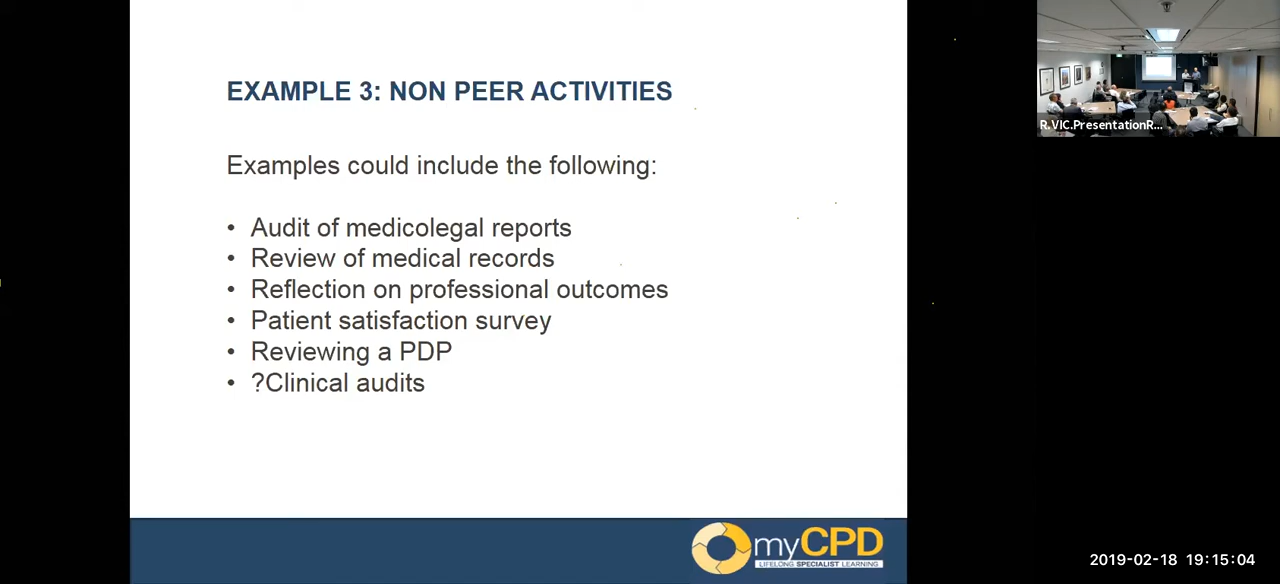 EXAMPLE 3: NON PEER ACTIVITIES
R.VIC.PresentationR...
Examples could include the following:
• Audit of medicolegal reports
• Review of medical records
• Reflection on professional outcomes
• Patient satisfaction survey
• Reviewing a PDP
• ?Clinical audits
myCPD
LIFELONG SPECIALIST LEARNING
2019-02-18 19:15:04